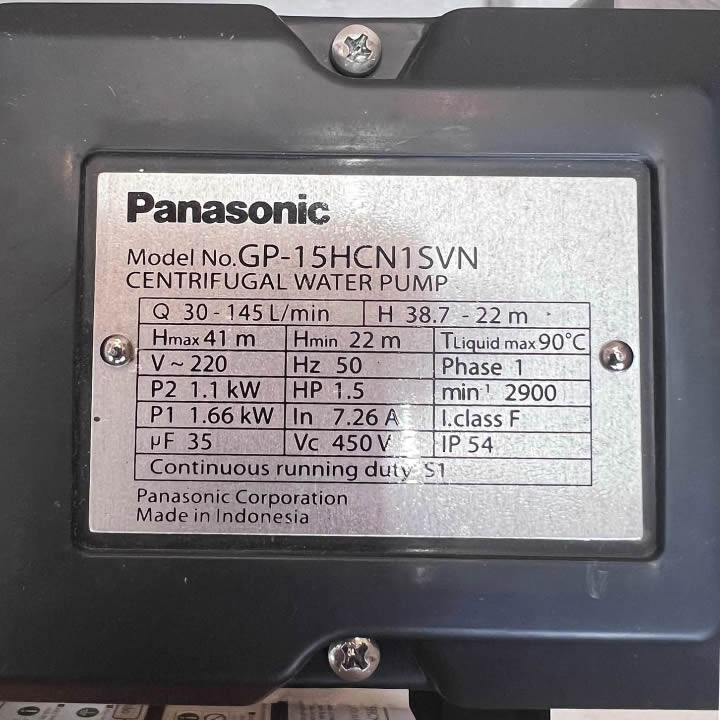 Panasonic
Model No.GP-15HCN1SVN
CENTRIFUGAL WATER PUMP
Q 30 - 145 L/min H 38.7 - 22 m
Hmax 41 m Hmin 22 m TLiquid max 90°C
V ~ 220 Hz 50 Phase 1
P2 1.1 kW HP 1.5 min⁻¹ 2900
P1 1.66 kW In 7.26 A I.class F
µF 35 Vc 450 V IP 54
Continuous running duty S1
Panasonic Corporation
Made in Indonesia